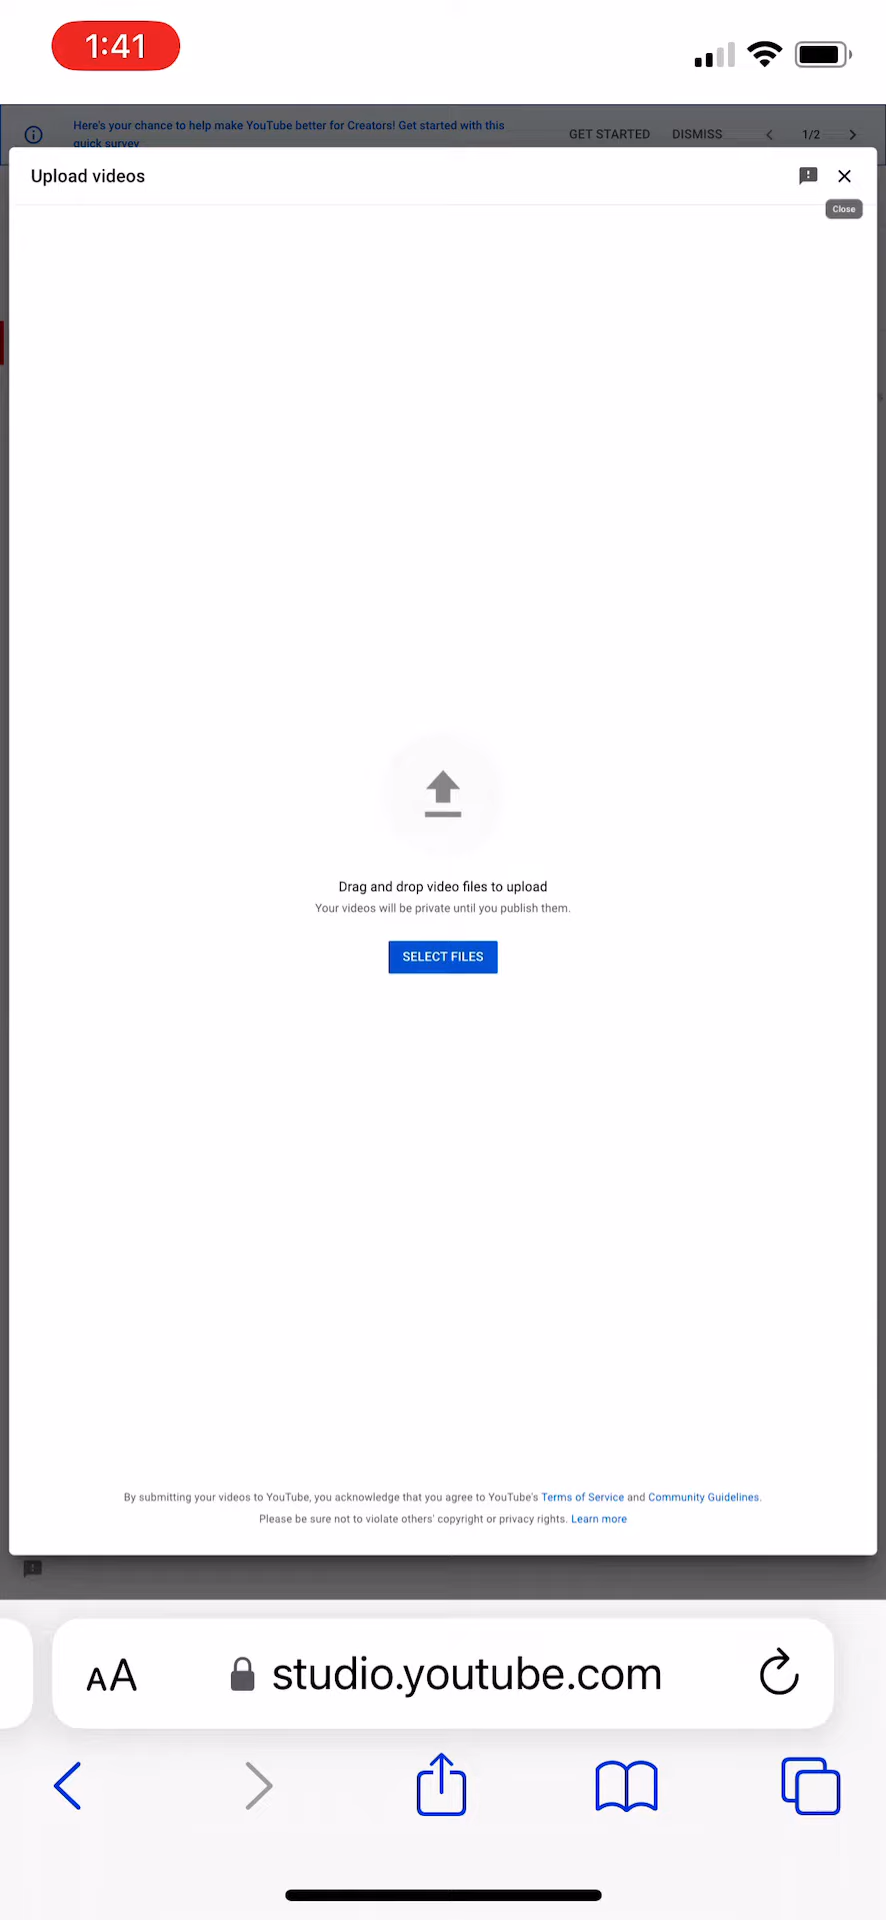 1:41
Here's your chance to help make YouTube better for Creators! Get started with this
quick survey
GET STARTED
DISMISS
1/2
Upload videos
Close
Drag and drop video files to upload
Your videos will be private until you publish them.
SELECT FILES
By submitting your videos to YouTube, you acknowledge that you agree to YouTube's Terms of Service and Community Guidelines.
Please be sure not to violate others' copyright or privacy rights. Learn more
AA
studio.youtube.com